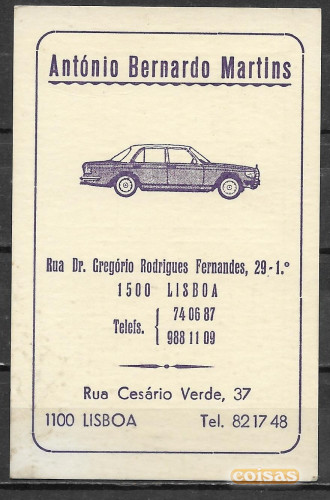 António Bernardo Martins
Rua Dr. Gregório Rodrigues Fernandes, 29-1.º
1500 LISBOA
Telefs. { 74 06 87
988 11 09
Rua Cesário Verde, 37
1100 LISBOA Tel. 82 17 48
coisas